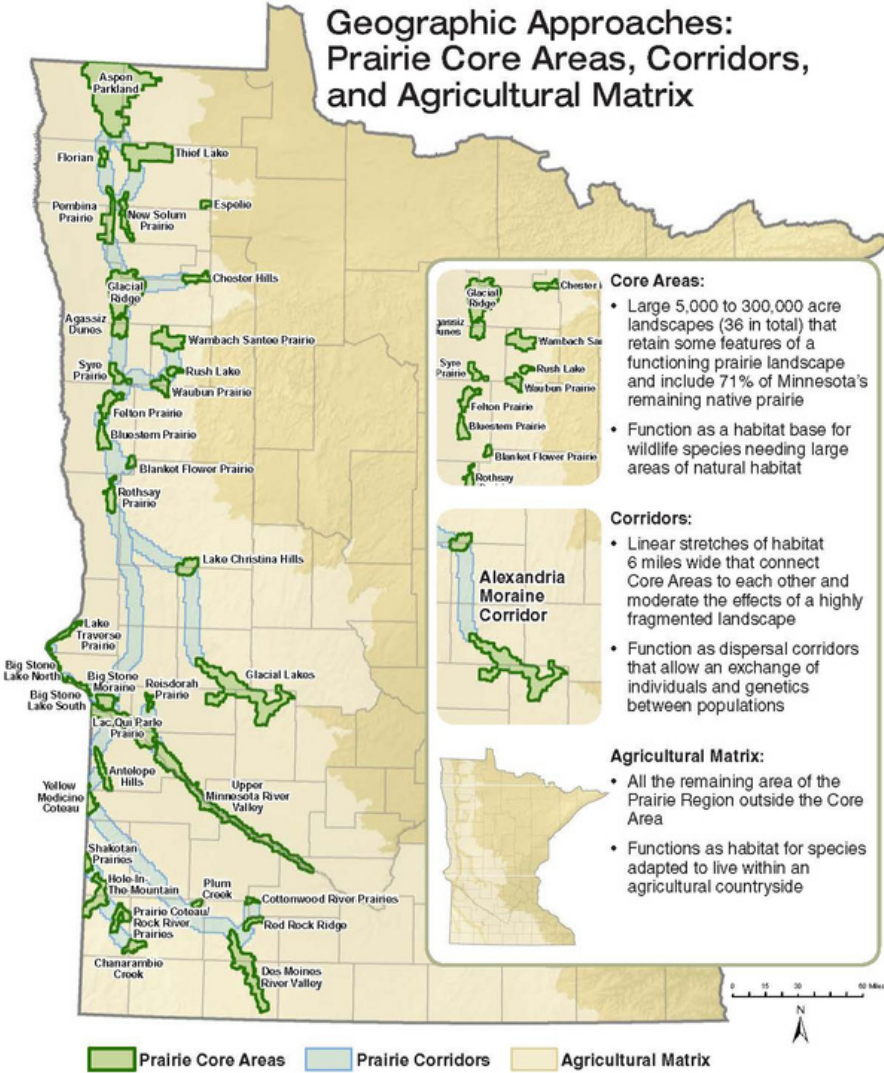 Geographic Approaches:
Prairie Core Areas, Corridors,
and Agricultural Matrix
Aspen
Parkland
Florian
Thief Lake
Pembina
Prairie
New Solum
Prairie
Espelie
Glacial
Ridge
Chester Hills
Agassiz
Dunes
Wambach Santee Prairie
Syre
Prairie
Rush Lake
Waubun Prairie
Felton Prairie
Bluestem Prairie
Blanket Flower Prairie
Rothsay
Prairie
Lake Christina Hills
Lake
Traverse
Prairie
Big Stone
Lake North
Big Stone
Moraine
Reisdorph
Prairie
Glacial Lakes
Big Stone
Lake South
Lac Qui Parle
Prairie
Antelope
Hills
Yellow
Medicine
Coteau
Upper
Minnesota River
Valley
Shakotan
Prairies
Hole-In-
The-Mountain
Plum
Creek
Cottonwood River Prairies
Prairie Coteau/
Rock River
Prairies
Red Rock Ridge
Chanarambie
Creek
Des Moines
River Valley
Glacial
Ridge
Chester
Agassiz
Dunes
Wambach Sa
Syre
Prairie
Rush Lake
Waubun Prairie
Felton Prairie
Bluestem Prairie
Blanket Flower Prairie
Rothsay
Core Areas:
• Large 5,000 to 300,000 acre
landscapes (36 in total) that
retain some features of a
functioning prairie landscape
and include 71% of Minnesota's
remaining native prairie
• Function as a habitat base for
wildlife species needing large
areas of natural habitat
Alexandria
Moraine
Corridor
Corridors:
• Linear stretches of habitat
6 miles wide that connect
Core Areas to each other and
moderate the effects of a highly
fragmented landscape
• Function as dispersal corridors
that allow an exchange of
individuals and genetics
between populations
Agricultural Matrix:
• All the remaining area of the
Prairie Region outside the Core
Area
• Functions as habitat for species
adapted to live within an
agricultural countryside
0 15 30 60 Miles
N
Prairie Core Areas
Prairie Corridors
Agricultural Matrix